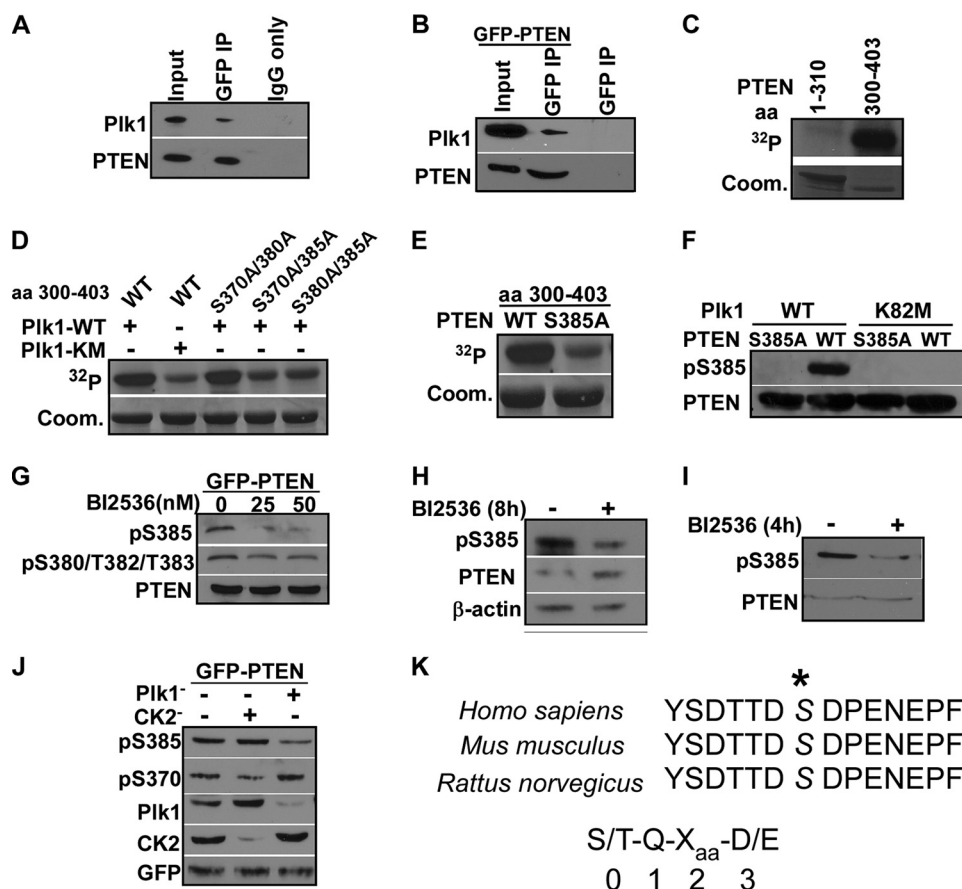 A
Input
GFP IP
IgG only
Plk1
PTEN
B
GFP-PTEN
Input
GFP IP
GFP IP
Plk1
PTEN
C
PTEN
aa
1-310
300-403
32P
Coom.
D
aa 300-403
WT
WT
S370A/380A
S370A/385A
S380A/385A
Plk1-WT + - + + +
Plk1-KM - + - - -
32P
Coom.
E
aa 300-403
PTEN WT S385A
32P
Coom.
F
Plk1 WT K82M
PTEN S385A WT S385A WT
pS385
PTEN
G
GFP-PTEN
BI2536(nM) 0 25 50
pS385
pS380/T382/T383
PTEN
H
BI2536 (8h) - +
pS385
PTEN
β-actin
I
BI2536 (4h) - +
pS385
PTEN
J
GFP-PTEN
Plk1- - - +
CK2- - + -
pS385
pS370
Plk1
CK2
GFP
K
*
Homo sapiens YSDTTD S DPENEPF
Mus musculus YSDTTD S DPENEPF
Rattus norvegicus YSDTTD S DPENEPF
S/T-Q-Xaa-D/E
0 1 2 3